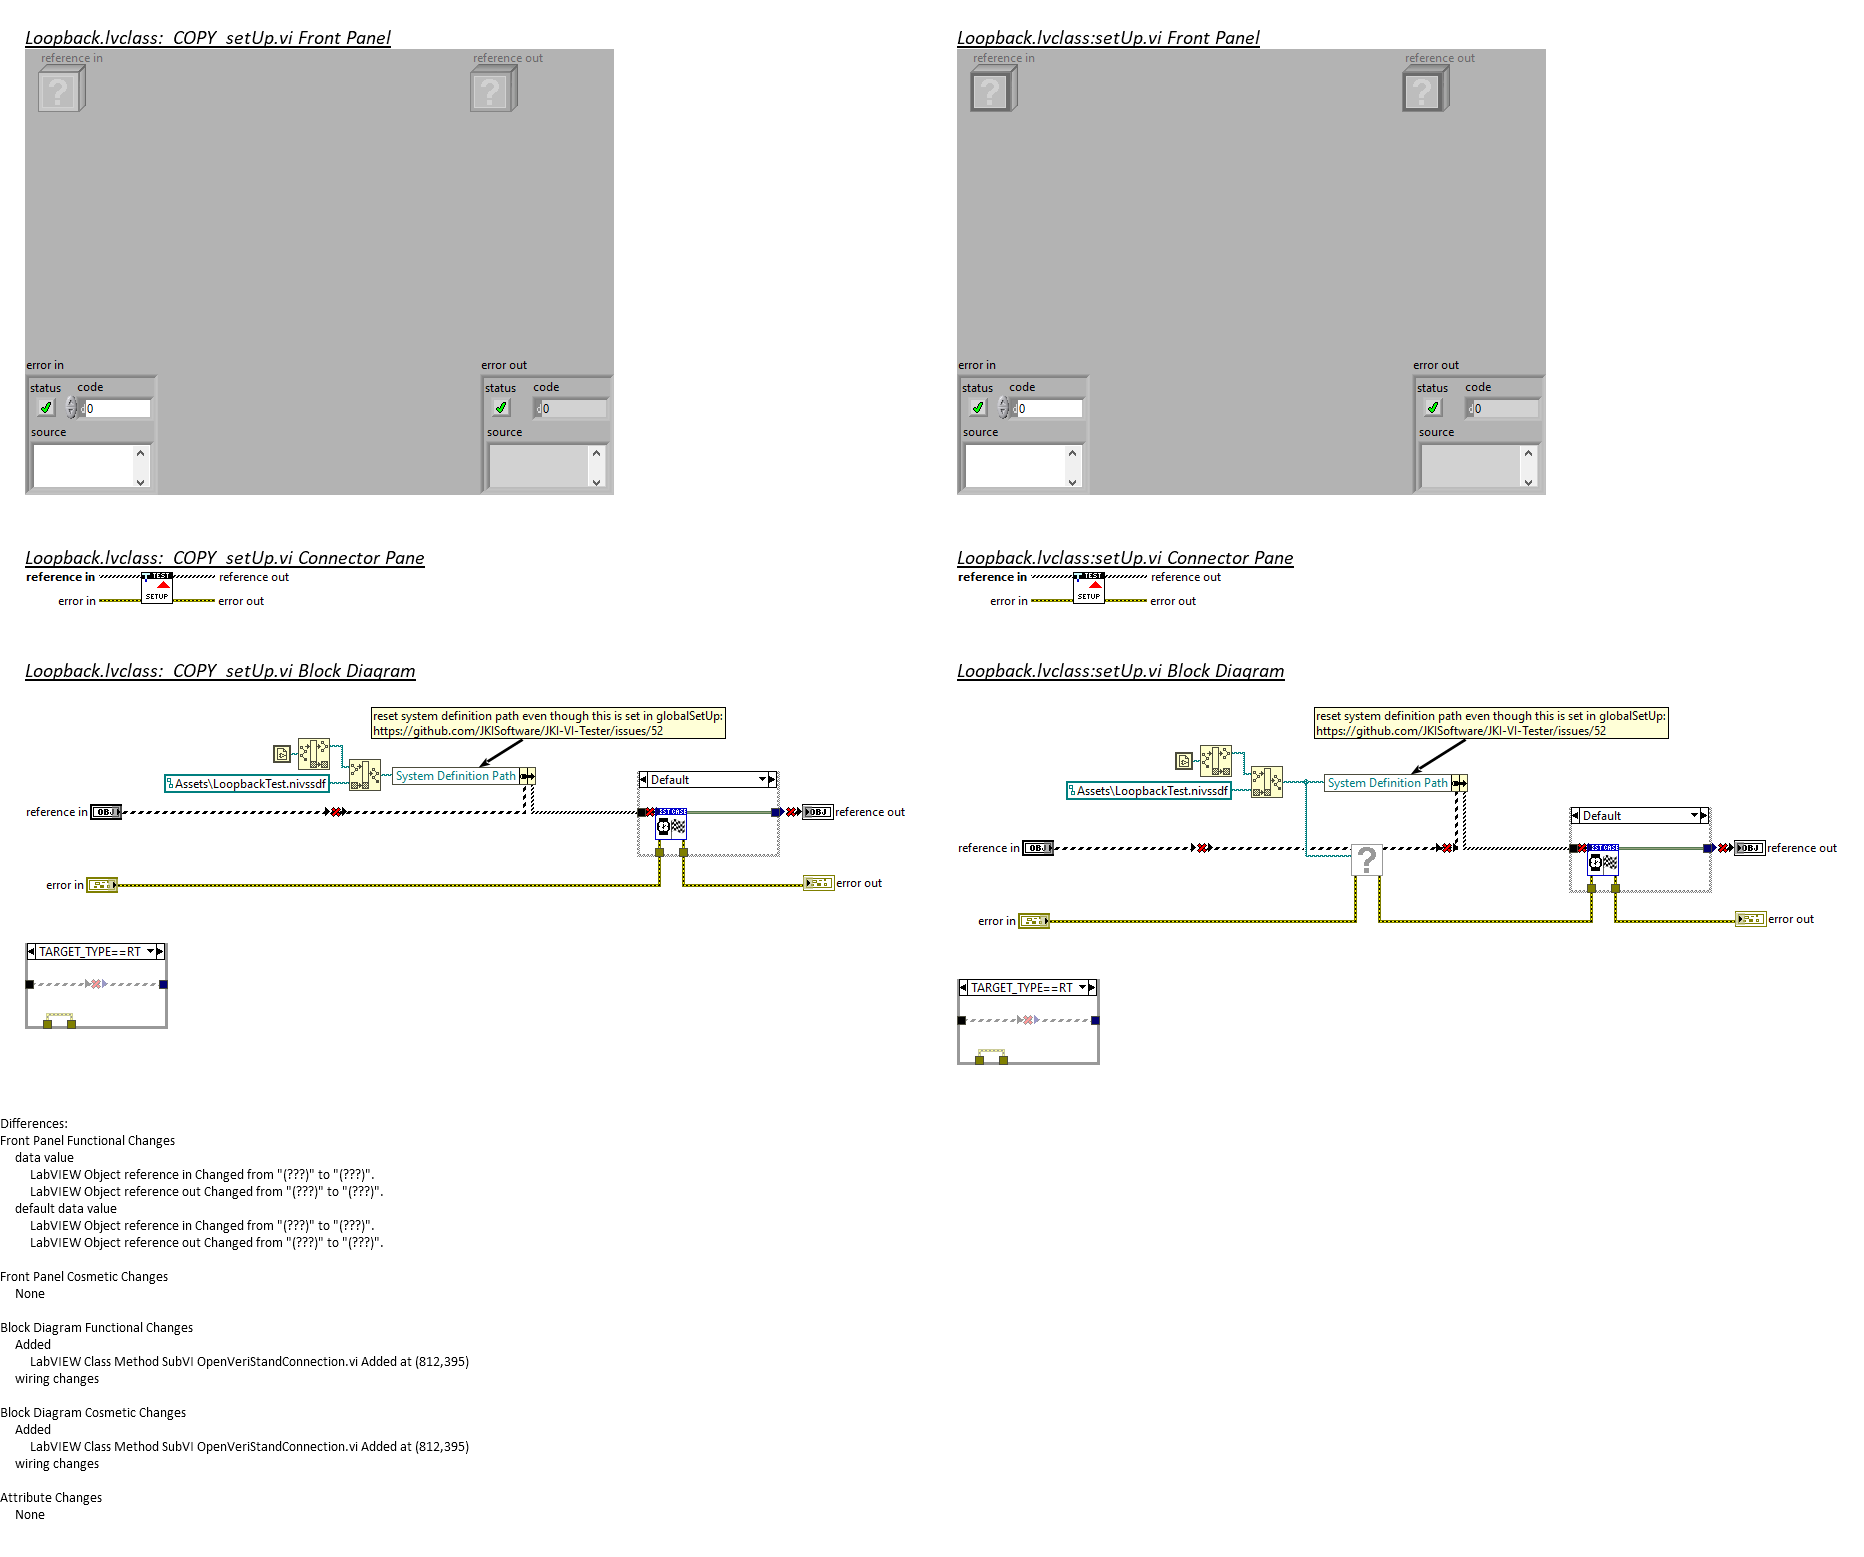 Loopback.lvclass:_COPY_setUp.vi Front Panel
reference in
reference out
error in
status
code
d
0
source
error out
status
code
d
0
source
Loopback.lvclass:_COPY_setUp.vi Connector Pane
reference in
TEST
SETUP
reference out
error in
error out
Loopback.lvclass:_COPY_setUp.vi Block Diagram
reset system definition path even though this is set in globalSetUp:
https://github.com/JKISoftware/JKI-VI-Tester/issues/52
System Definition Path
Assets\LoopbackTest.nivssdf
Default
reference in
OBJ
OBJ
reference out
error in
error out
TARGET_TYPE==RT
Loopback.lvclass:setUp.vi Front Panel
reference in
reference out
error in
status
code
d
0
source
error out
status
code
d
0
source
Loopback.lvclass:setUp.vi Connector Pane
reference in
TEST
SETUP
reference out
error in
error out
Loopback.lvclass:setUp.vi Block Diagram
reset system definition path even though this is set in globalSetUp:
https://github.com/JKISoftware/JKI-VI-Tester/issues/52
System Definition Path
Assets\LoopbackTest.nivssdf
Default
reference in
OBJ
?
OBJ
reference out
error in
error out
TARGET_TYPE==RT
Differences:
Front Panel Functional Changes
data value
LabVIEW Object reference in Changed from "(???)" to "(???)".
LabVIEW Object reference out Changed from "(???)" to "(???)".
default data value
LabVIEW Object reference in Changed from "(???)" to "(???)".
LabVIEW Object reference out Changed from "(???)" to "(???)".
Front Panel Cosmetic Changes
None
Block Diagram Functional Changes
Added
LabVIEW Class Method SubVI OpenVeriStandConnection.vi Added at (812,395)
wiring changes
Block Diagram Cosmetic Changes
Added
LabVIEW Class Method SubVI OpenVeriStandConnection.vi Added at (812,395)
wiring changes
Attribute Changes
None